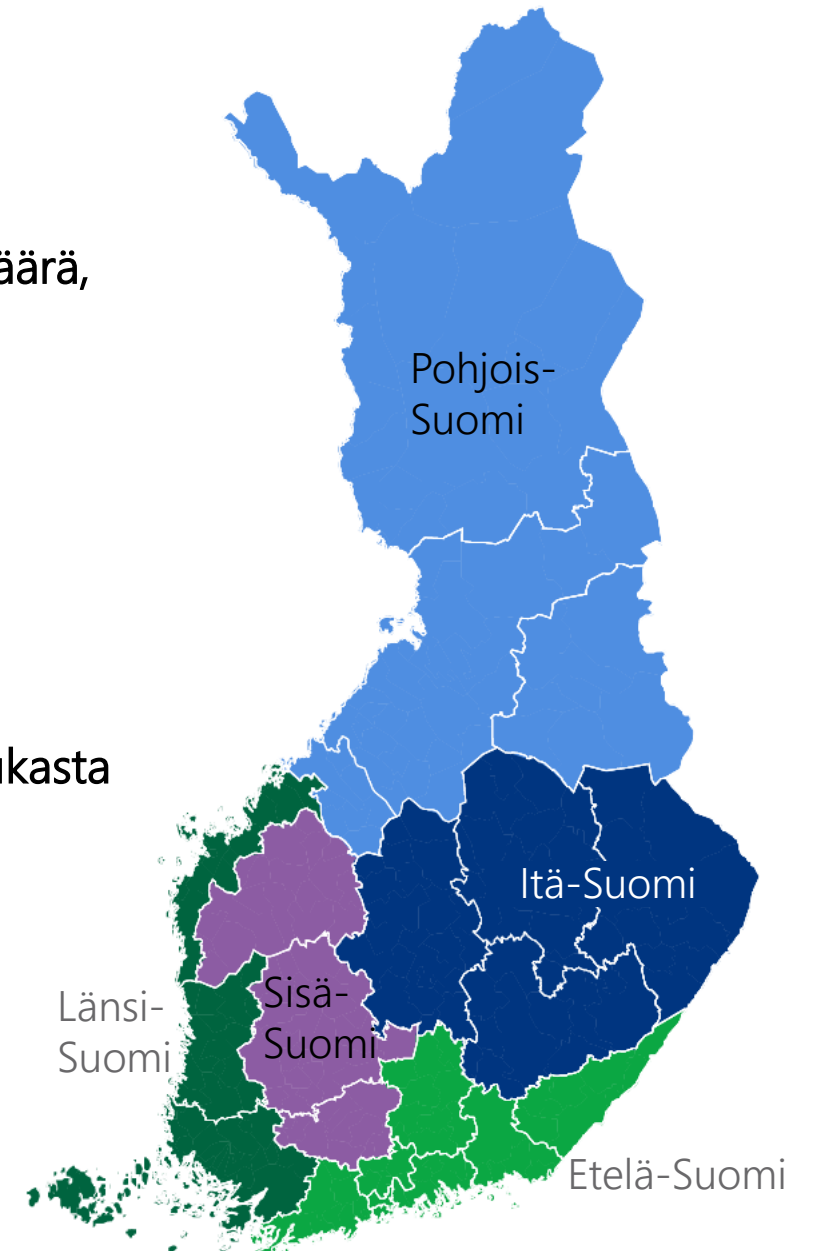 äärä,
Pohjois-
Suomi
ukasta
Itä-Suomi
Länsi-
Suomi
Sisä-
Suomi
Etelä-Suomi